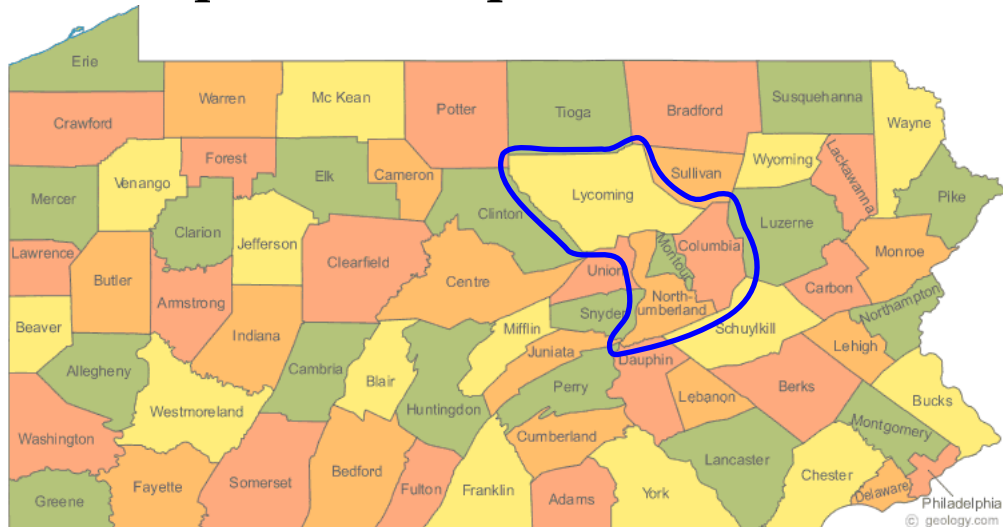 Erie
Crawford
Warren
Mc Kean
Potter
Tioga
Bradford
Susquehanna
Wayne
Mercer
Venango
Forest
Elk
Cameron
Clinton
Lycoming
Sullivan
Wyoming
Lackawanna
Pike
Lawrence
Butler
Clarion
Jefferson
Clearfield
Centre
Union
Montour
Columbia
Luzerne
Monroe
Beaver
Armstrong
Indiana
Snyder
North-
umberland
Schuylkill
Carbon
Northampton
Allegheny
Westmoreland
Cambria
Blair
Huntingdon
Mifflin
Juniata
Perry
Dauphin
Lebanon
Berks
Lehigh
Bucks
Washington
Greene
Fayette
Somerset
Bedford
Fulton
Franklin
Cumberland
Adams
York
Lancaster
Chester
Montgomery
Delaware
Philadelphia
© geology.com